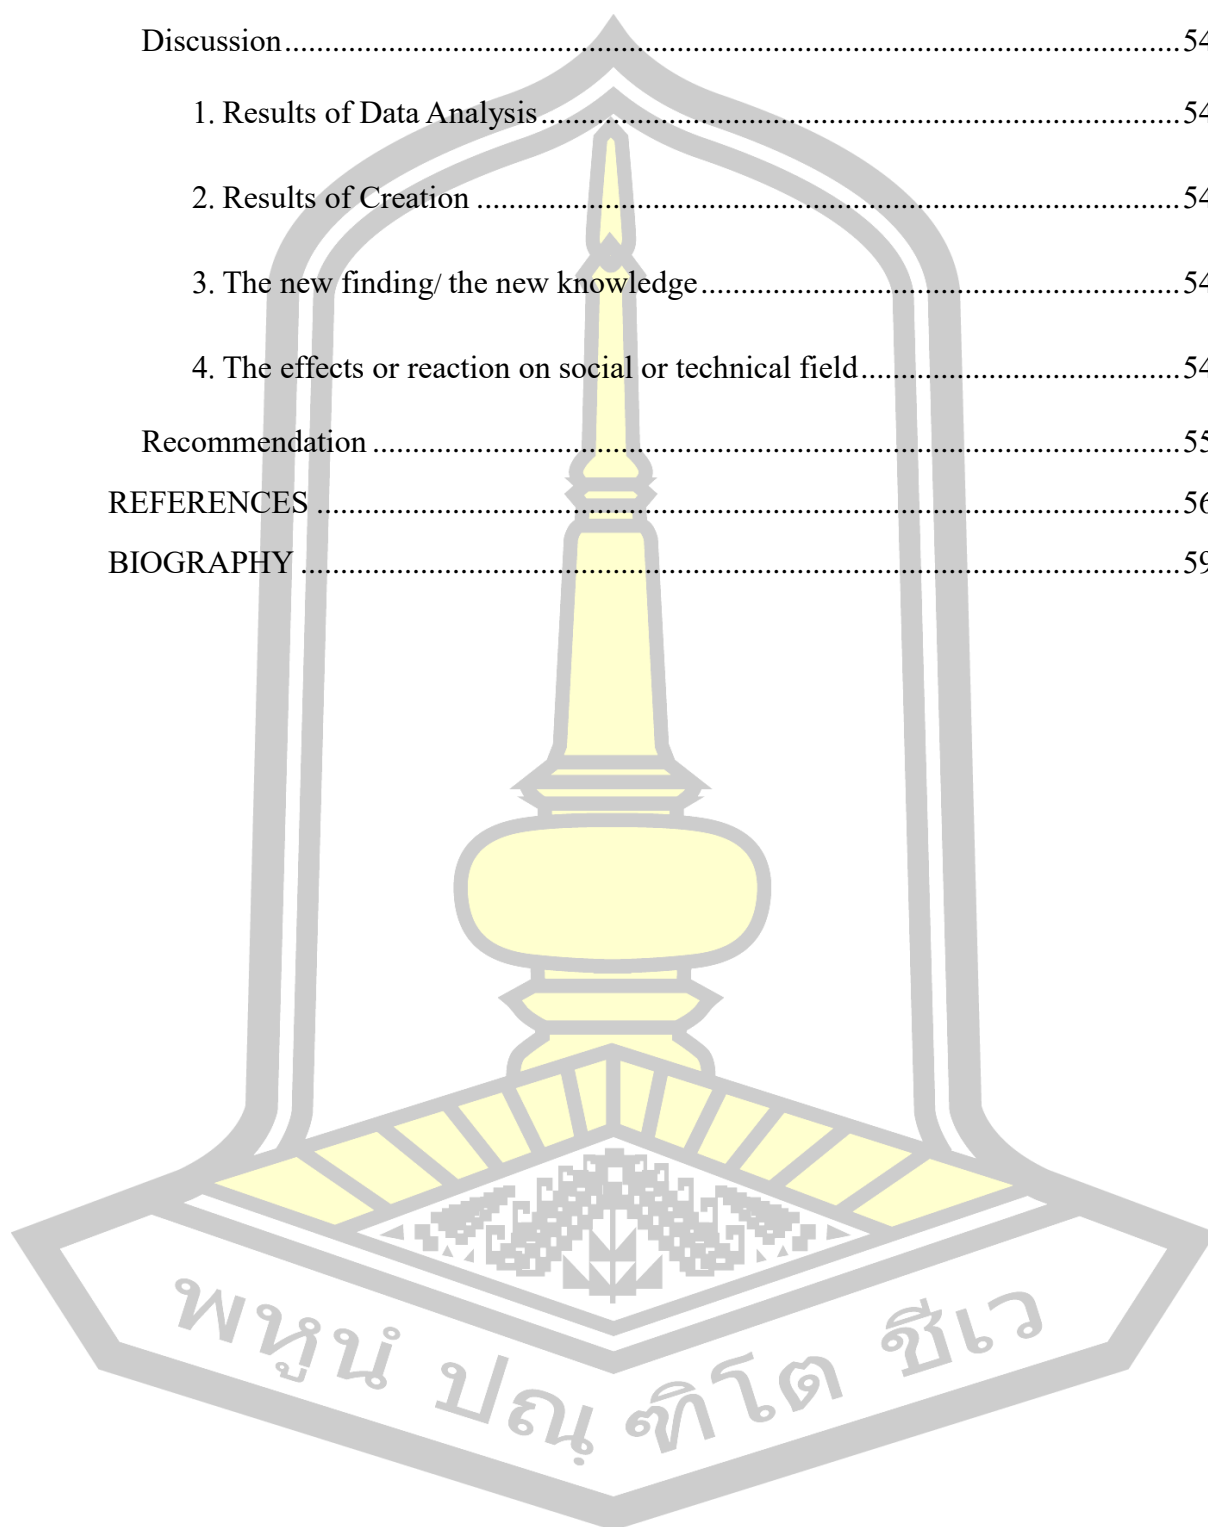 Discussion.......................................................................................................................54
1. Results of Data Analysis.....................................................................................54
2. Results of Creation ..............................................................................................54
3. The new finding/ the new knowledge................................................................54
4. The effects or reaction on social or technical field..........................................54
Recommendation ............................................................................................................55
REFERENCES ...................................................................................................................56
BIOGRAPHY .....................................................................................................................59
พหูนํ ปณฺฑิโต ชีเว